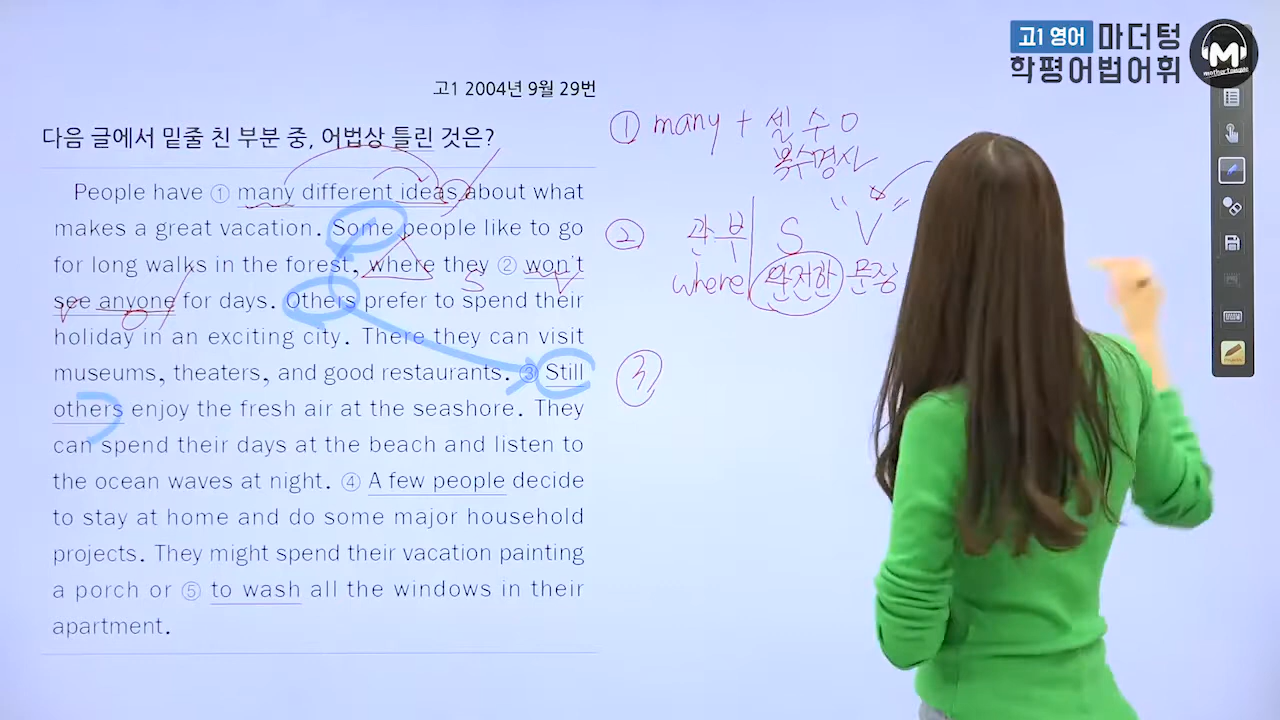 고1 영어 마더텅
학평어법어휘
M
mothertongue
고1 2004년 9월 29번
다음 글에서 밑줄 친 부분 중, 어법상 틀린 것은?
People have ① many different ideas about what
makes a great vacation. Some people like to go
for long walks in the forest, where they ② won't
see anyone for days. Others prefer to spend their
holiday in an exciting city. There they can visit
museums, theaters, and good restaurants. ③ Still
others enjoy the fresh air at the seashore. They
can spend their days at the beach and listen to
the ocean waves at night. ④ A few people decide
to stay at home and do some major household
projects. They might spend their vacation painting
a porch or ⑤ to wash all the windows in their
apartment.
S V
V O
① many + 셀 수 O
복수명사
② 관·부 S "V"
where 완전한 문장
③